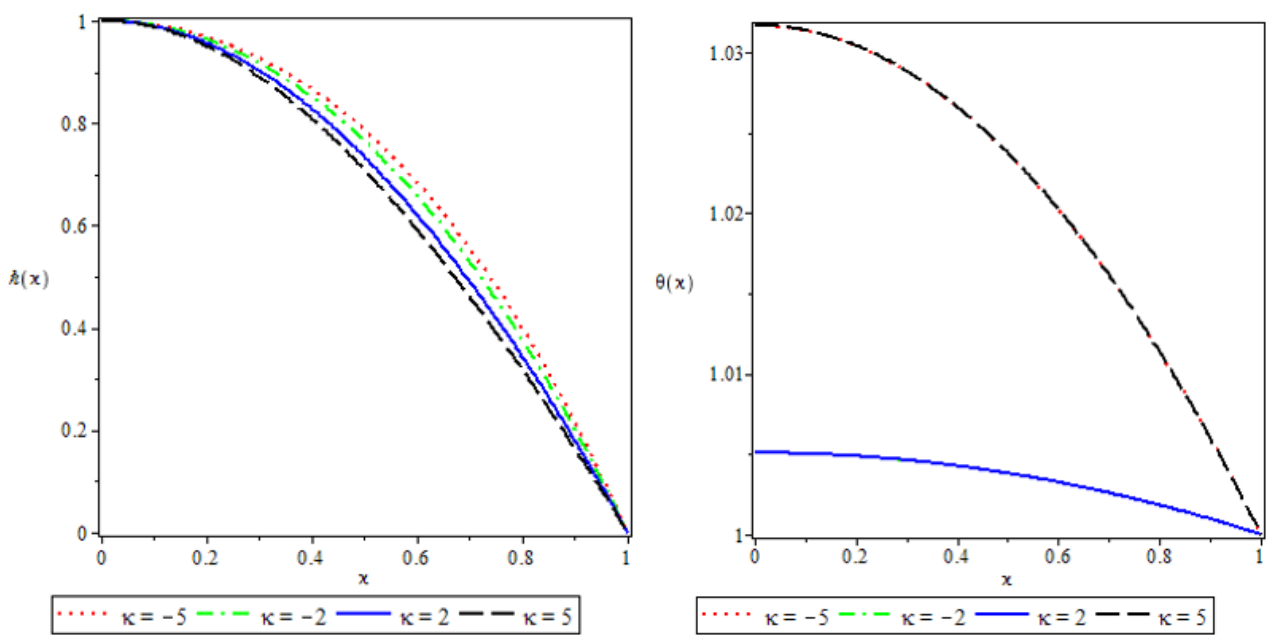 1
0.8
0.6
ℏ(χ)
0.4
0.2
0
0 0.2 0.4 0.6 0.8 1
χ
κ = −5 κ = −2 κ = 2 κ = 5
1.03
1.02
θ(χ)
1.01
1
0 0.2 0.4 0.6 0.8 1
χ
κ = −5 κ = −2 κ = 2 κ = 5